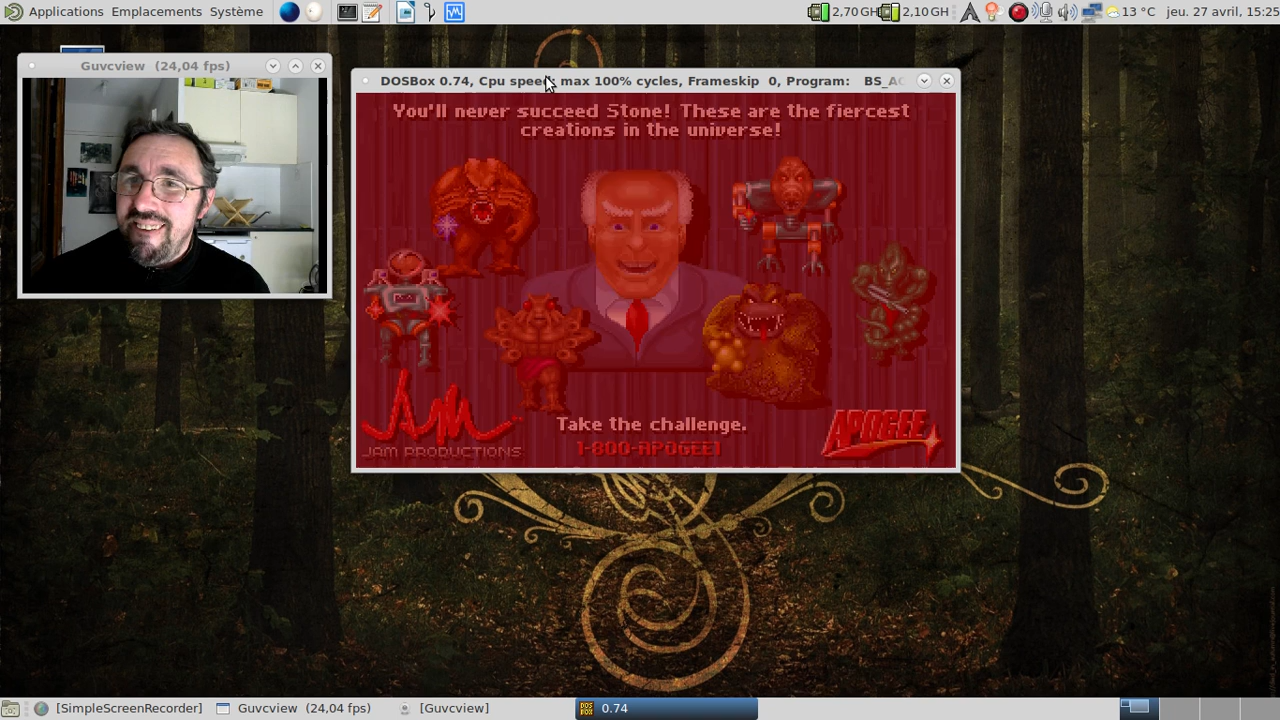 Applications Emplacements Système
2,70 GH 2,10 GH 13 °C jeu. 27 avril, 15:25
Guvcview (24,04 fps)
DOSBox 0.74, Cpu speed: max 100% cycles, Frameskip 0, Program: BS_AC
You'll never succeed Stone! These are the fiercest
creations in the universe!
Take the challenge.
1-800-APOGEE1
JAM PRODUCTIONS
APOGEE
[SimpleScreenRecorder] Guvcview (24,04 fps) [Guvcview] 0.74